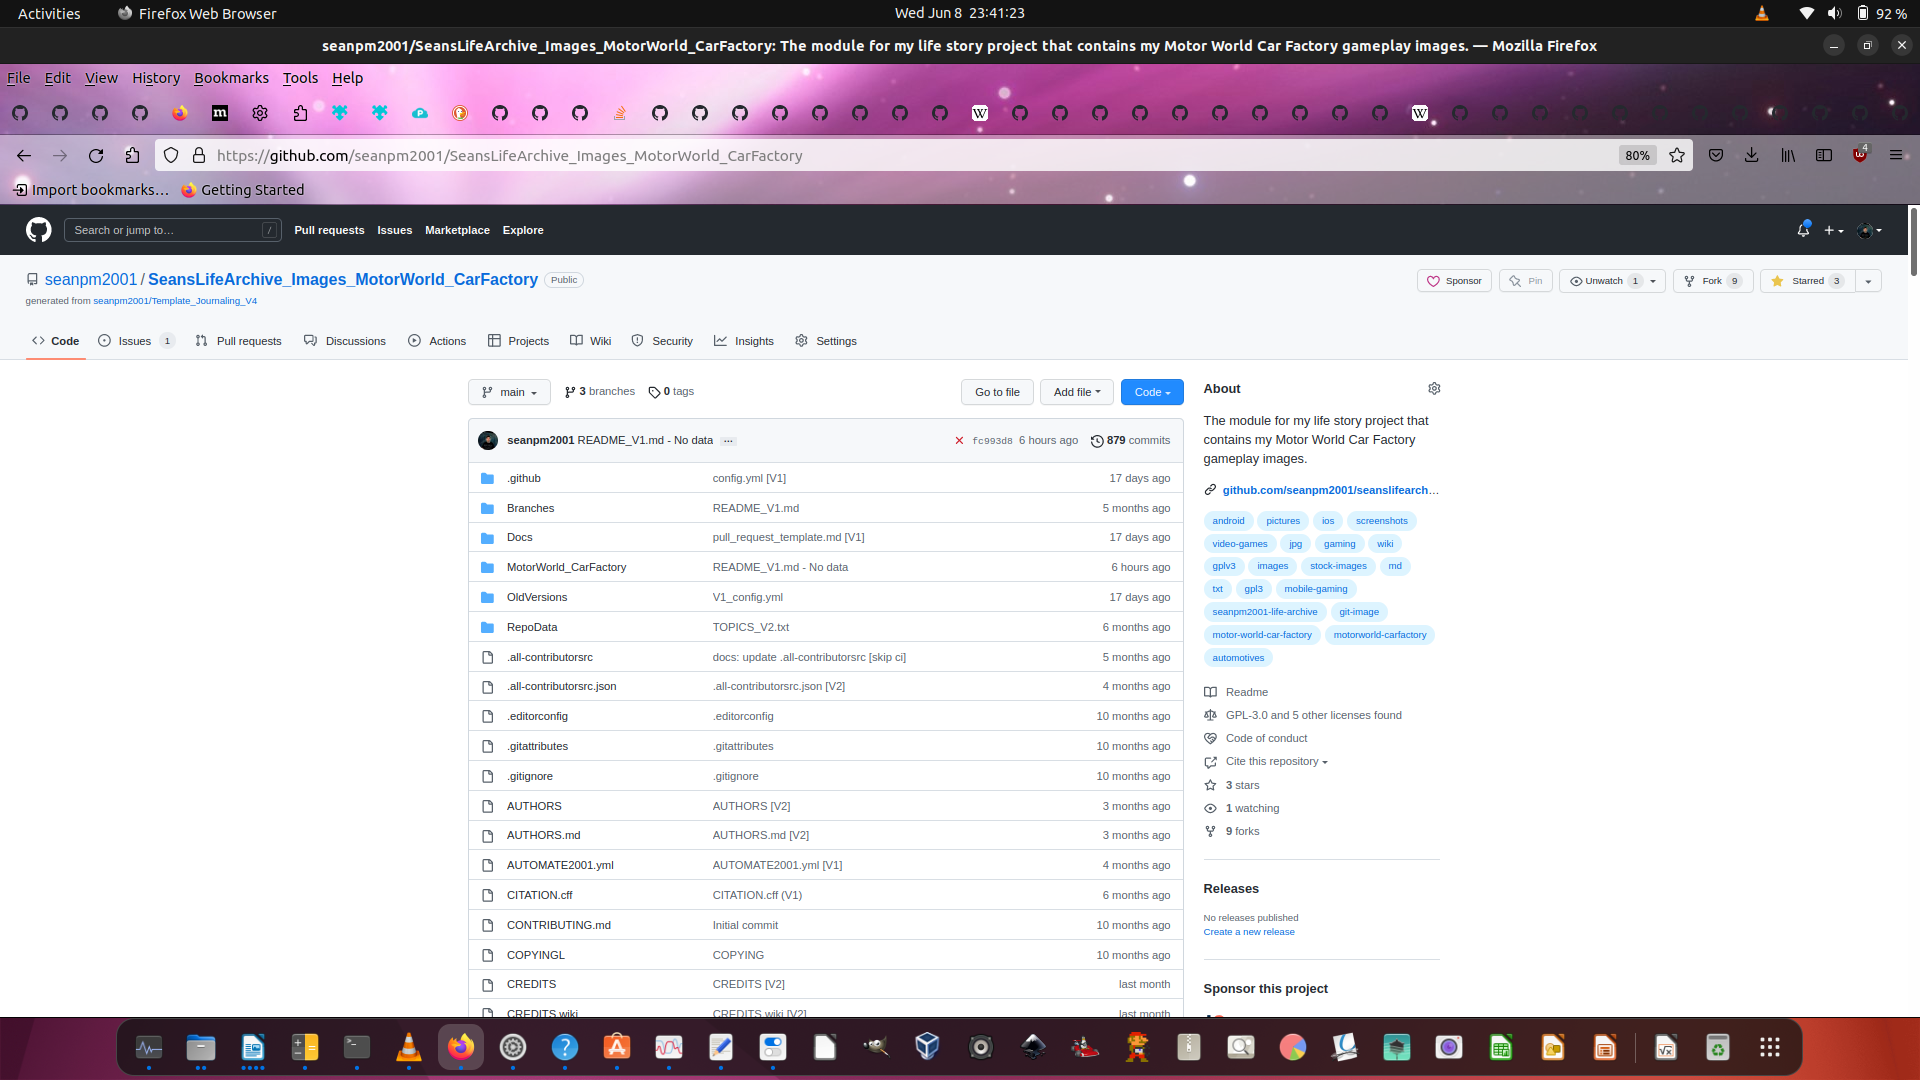 Activities
Firefox Web Browser
Wed Jun 8 23:41:23
92 %
seanpm2001/SeansLifeArchive_Images_MotorWorld_CarFactory: The module for my life story project that contains my Motor World Car Factory gameplay images. — Mozilla Firefox
File Edit View History Bookmarks Tools Help
https://github.com/seanpm2001/SeansLifeArchive_Images_MotorWorld_CarFactory
80%
4
Import bookmarks…
Getting Started
Search or jump to…
/
Pull requests Issues Marketplace Explore
seanpm2001 / SeansLifeArchive_Images_MotorWorld_CarFactory Public
generated from seanpm2001/Template_Journaling_V4
Sponsor
Pin
Unwatch 1
Fork 9
Starred 3
Code
Issues 1
Pull requests
Discussions
Actions
Projects
Wiki
Security
Insights
Settings
main
3 branches
0 tags
Go to file
Add file
Code
seanpm2001 README_V1.md - No data ...
fc993d8 6 hours ago
879 commits
.github config.yml [V1] 17 days ago
Branches README_V1.md 5 months ago
Docs pull_request_template.md [V1] 17 days ago
MotorWorld_CarFactory README_V1.md - No data 6 hours ago
OldVersions V1_config.yml 17 days ago
RepoData TOPICS_V2.txt 6 months ago
.all-contributorsrc docs: update .all-contributorsrc [skip ci] 5 months ago
.all-contributorsrc.json .all-contributorsrc.json [V2] 4 months ago
.editorconfig .editorconfig 10 months ago
.gitattributes .gitattributes 10 months ago
.gitignore .gitignore 10 months ago
AUTHORS AUTHORS [V2] 3 months ago
AUTHORS.md AUTHORS.md [V2] 3 months ago
AUTOMATE2001.yml AUTOMATE2001.yml [V1] 4 months ago
CITATION.cff CITATION.cff (V1) 6 months ago
CONTRIBUTING.md Initial commit 10 months ago
COPYINGL COPYING 10 months ago
CREDITS CREDITS [V2] last month
CREDITS.wiki CREDITS.wiki [V2] last month
About
The module for my life story project that
contains my Motor World Car Factory
gameplay images.
github.com/seanpm2001/seanslifearch…
android pictures ios screenshots
video-games jpg gaming wiki
gplv3 images stock-images md
txt gpl3 mobile-gaming
seanpm2001-life-archive git-image
motor-world-car-factory motorworld-carfactory
automotives
Readme
GPL-3.0 and 5 other licenses found
Code of conduct
Cite this repository
3 stars
1 watching
9 forks
Releases
No releases published
Create a new release
Sponsor this project